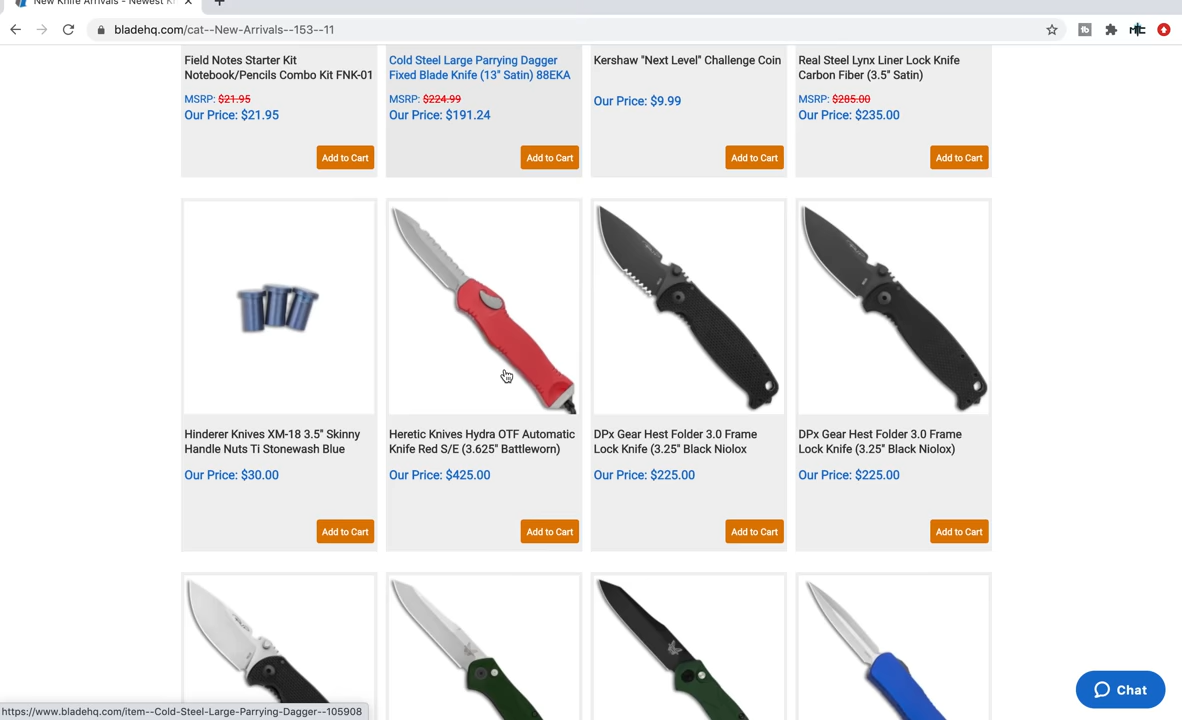 New Knife Arrivals - Newest K
bladehq.com/cat--New-Arrivals--153--11
Field Notes Starter Kit
Notebook/Pencils Combo Kit FNK-01
MSRP: $21.95
Our Price: $21.95
Add to Cart
Cold Steel Large Parrying Dagger
Fixed Blade Knife (13" Satin) 88EKA
MSRP: $224.99
Our Price: $191.24
Add to Cart
Kershaw "Next Level" Challenge Coin
Our Price: $9.99
Add to Cart
Real Steel Lynx Liner Lock Knife
Carbon Fiber (3.5" Satin)
MSRP: $285.00
Our Price: $235.00
Add to Cart
Hinderer Knives XM-18 3.5" Skinny
Handle Nuts Ti Stonewash Blue
Our Price: $30.00
Add to Cart
Heretic Knives Hydra OTF Automatic
Knife Red S/E (3.625" Battleworn)
Our Price: $425.00
Add to Cart
DPx Gear Hest Folder 3.0 Frame
Lock Knife (3.25" Black Niolox
Our Price: $225.00
Add to Cart
DPx Gear Hest Folder 3.0 Frame
Lock Knife (3.25" Black Niolox)
Our Price: $225.00
Add to Cart
Chat
https://www.bladehq.com/item--Cold-Steel-Large-Parrying-Dagger--105908